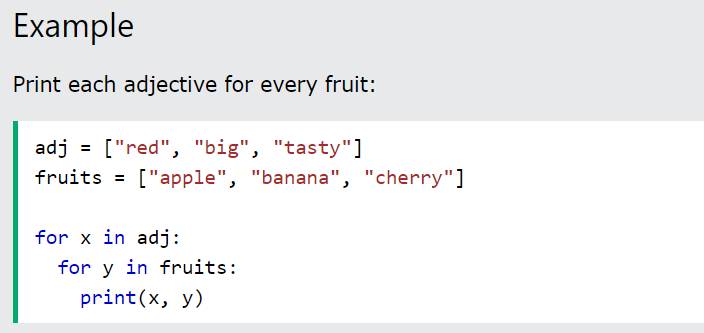 Example
Print each adjective for every fruit:
adj = ["red", "big", "tasty"]
fruits = ["apple", "banana", "cherry"]
for x in adj:
  for y in fruits:
    print(x, y)